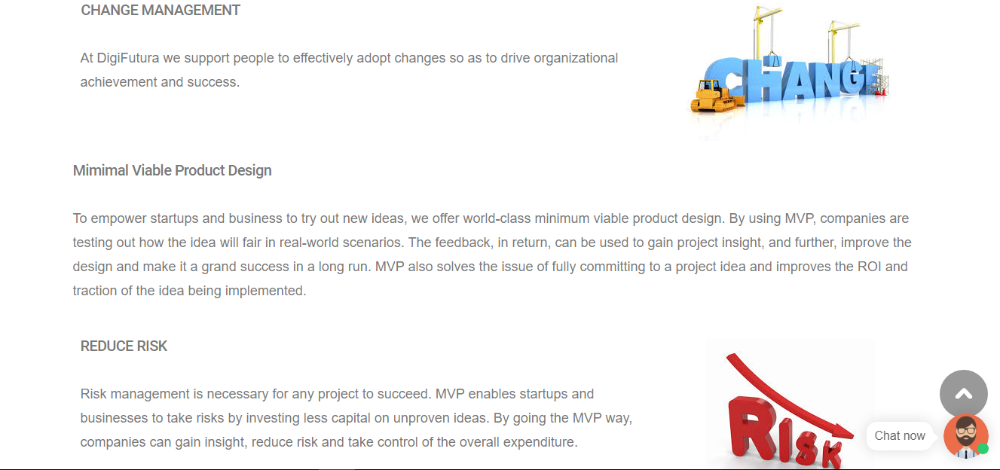 CHANGE MANAGEMENT
At DigiFutura we support people to effectively adopt changes so as to drive organizational
achievement and success.
CHANGE
Mimimal Viable Product Design
To empower startups and business to try out new ideas, we offer world-class minimum viable product design. By using MVP, companies are
testing out how the idea will fair in real-world scenarios. The feedback, in return, can be used to gain project insight, and further, improve the
design and make it a grand success in a long run. MVP also solves the issue of fully committing to a project idea and improves the ROI and
traction of the idea being implemented.
REDUCE RISK
Risk management is necessary for any project to succeed. MVP enables startups and
businesses to take risks by investing less capital on unproven ideas. By going the MVP way,
companies can gain insight, reduce risk and take control of the overall expenditure.
RISK
Chat now